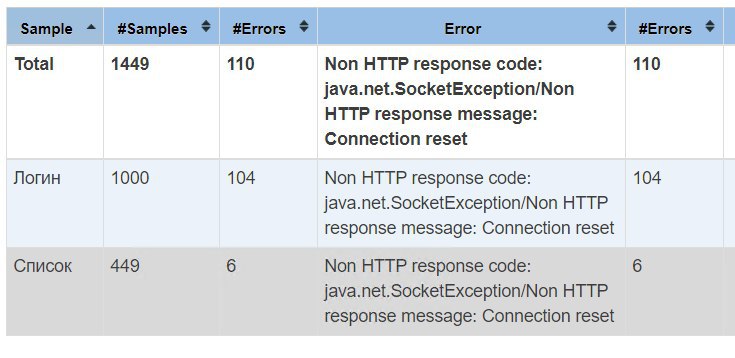 Sample #Samples #Errors Error #Errors
Total 1449 110 Non HTTP response code: 110
java.net.SocketException/Non
HTTP response message:
Connection reset
Логин 1000 104 Non HTTP response code: 104
java.net.SocketException/Non HTTP
response message: Connection reset
Список 449 6 Non HTTP response code: 6
java.net.SocketException/Non HTTP
response message: Connection reset